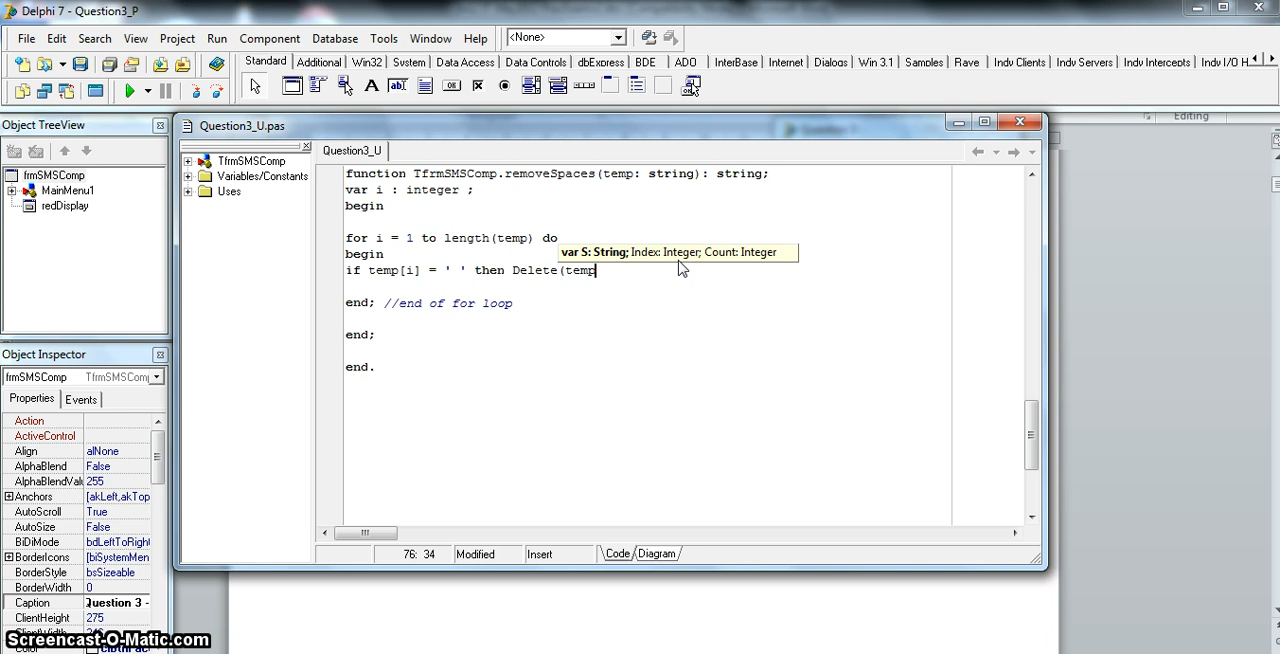 Delphi 7 - Question3_P
File Edit Search View Project Run Component Database Tools Window Help <None>
Standard Additional Win32 System Data Access Data Controls dbExpress BDE ADO InterBase Internet Dialogs Win 3.1 Samples Rave Indy Clients Indy Servers Indy Intercepts Indy I/O H
Object TreeView
Editing
frmSMSComp
MainMenu1
redDisplay
Question3_U.pas
TfrmSMSComp
Variables/Constants
Uses
Question3_U
function TfrmSMSComp.removeSpaces(temp: string): string;
var i : integer ;
begin
for i = 1 to length(temp) do
var S: String; Index: Integer; Count: Integer
begin
if temp[i] = ' ' then Delete(temp
end; //end of for loop
end;
end.
76: 34 Modified Insert Code Diagram
Object Inspector
frmSMSComp TfrmSMSComp
Properties Events
Action
ActiveControl
Align alNone
AlphaBlend False
AlphaBlendValu 255
Anchors [akLeft,akTop
AutoScroll True
AutoSize False
BiDiMode bdLeftToRight
BorderIcons [biSystemMen
BorderStyle bsSizeable
BorderWidth 0
Caption Question 3 -
ClientHeight 275
Screencast-O-Matic.com